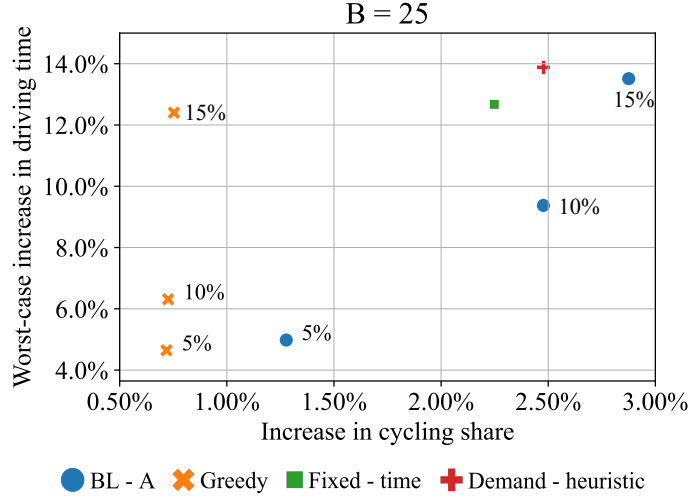 B = 25
Worst-case increase in driving time
14.0%
12.0%
10.0%
8.0%
6.0%
4.0%
15%
15%
10%
10%
5%
5%
0.50% 1.00% 1.50% 2.00% 2.50% 3.00%
Increase in cycling share
BL - A Greedy Fixed - time Demand - heuristic